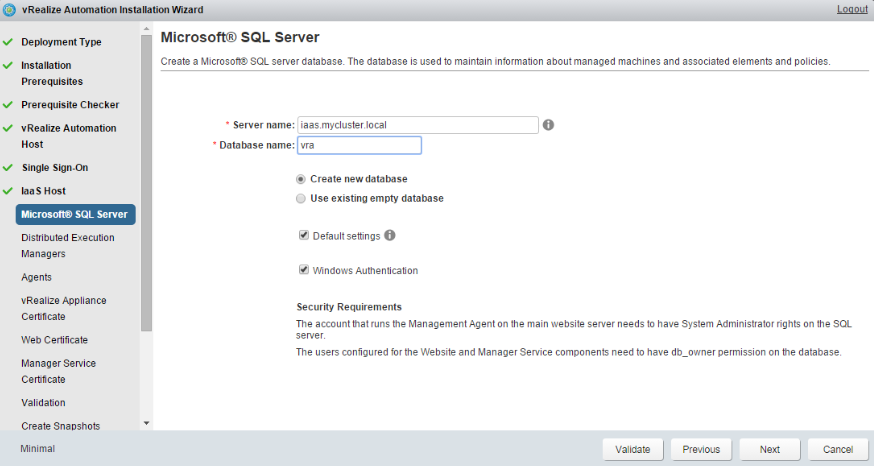 vRealize Automation Installation Wizard
Logout
Deployment Type
Installation
Prerequisites
Prerequisite Checker
vRealize Automation
Host
Single Sign-On
IaaS Host
Microsoft® SQL Server
Distributed Execution
Managers
Agents
vRealize Appliance
Certificate
Web Certificate
Manager Service
Certificate
Validation
Create Snapshots
Microsoft® SQL Server
Create a Microsoft® SQL server database. The database is used to maintain information about managed machines and associated elements and policies.
* Server name: iaas.mycluster.local
* Database name: vra
Create new database
Use existing empty database
Default settings
Windows Authentication
Security Requirements
The account that runs the Management Agent on the main website server needs to have System Administrator rights on the SQL
server.
The users configured for the Website and Manager Service components need to have db_owner permission on the database.
Minimal
Validate
Previous
Next
Cancel